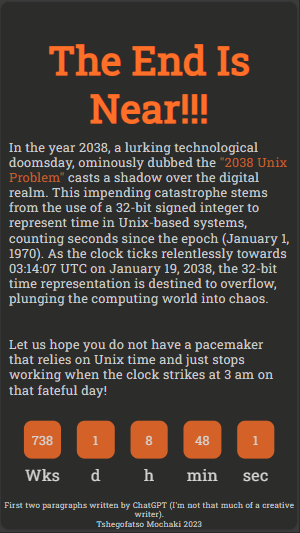 The End Is
Near!!!
In the year 2038, a lurking technological
doomsday, ominously dubbed the "2038 Unix
Problem" casts a shadow over the digital
realm. This impending catastrophe stems
from the use of a 32-bit signed integer to
represent time in Unix-based systems,
counting seconds since the epoch (January 1,
1970). As the clock ticks relentlessly towards
03:14:07 UTC on January 19, 2038, the 32-bit
time representation is destined to overflow,
plunging the computing world into chaos.
Let us hope you do not have a pacemaker
that relies on Unix time and just stops
working when the clock strikes at 3 am on
that fateful day!
738 1 8 48 1
Wks d h min sec
First two paragraphs written by ChatGPT (I'm not that much of a creative
writer).
Tshegofatso Mochaki 2023